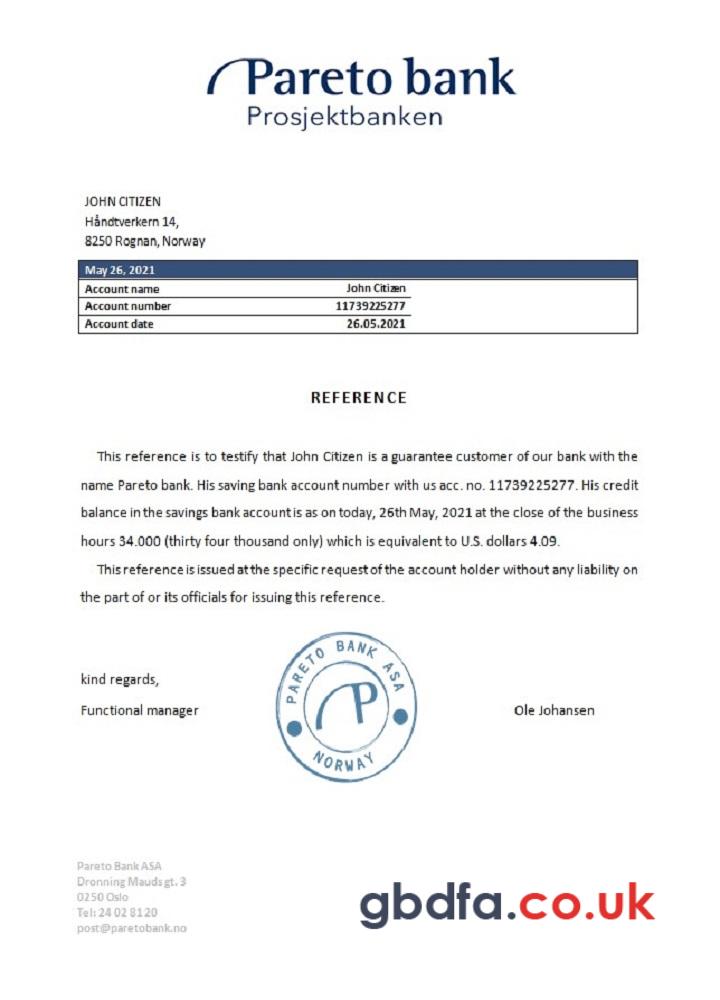 Pareto bank
Prosjektbanken
JOHN CITIZEN
Håndtverkern 14,
8250 Rognan, Norway
May 26, 2021
Account name John Citizen
Account number 11739225277
Account date 26.05.2021
REFERENCE
This reference is to testify that John Citizen is a guarantee customer of our bank with the
name Pareto bank. His saving bank account number with us acc. no. 11739225277. His credit
balance in the savings bank account is as on today, 26th May, 2021 at the close of the business
hours 34.000 (thirty four thousand only) which is equivalent to U.S. dollars 4.09.
This reference is issued at the specific request of the account holder without any liability on
the part of or its officials for issuing this reference.
kind regards,
Functional manager
PARETO BANK ASA
P
NORWAY
Ole Johansen
Pareto Bank ASA
Dronning Mauds gt. 3
0250 Oslo
Tel: 24 02 81 20
post@paretobank.no
gbdfa.co.uk